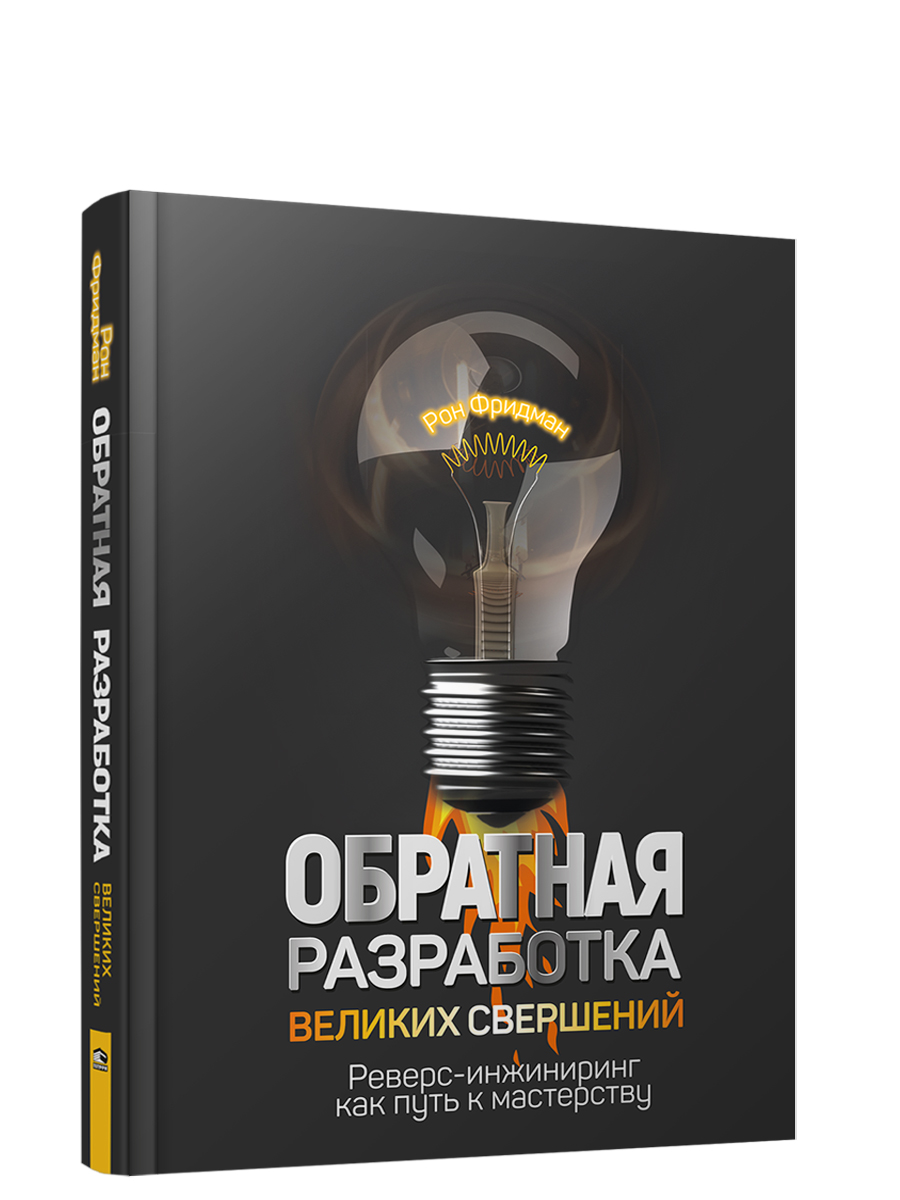 Рон Фридман
ОБРАТНАЯ
РАЗРАБОТКА
ВЕЛИКИХ СВЕРШЕНИЙ
Реверс-инжиниринг
как путь к мастерству
Рон
Фридман
ОБРАТНАЯ РАЗРАБОТКА
ВЕЛИКИХ
СВЕРШЕНИЙ